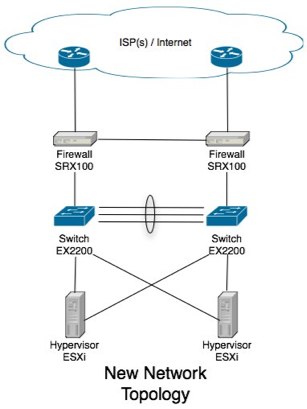 ISP(s) / Internet
Firewall
SRX100
Firewall
SRX100
Switch
EX2200
Switch
EX2200
Hypervisor
ESXi
Hypervisor
ESXi
New Network
Topology